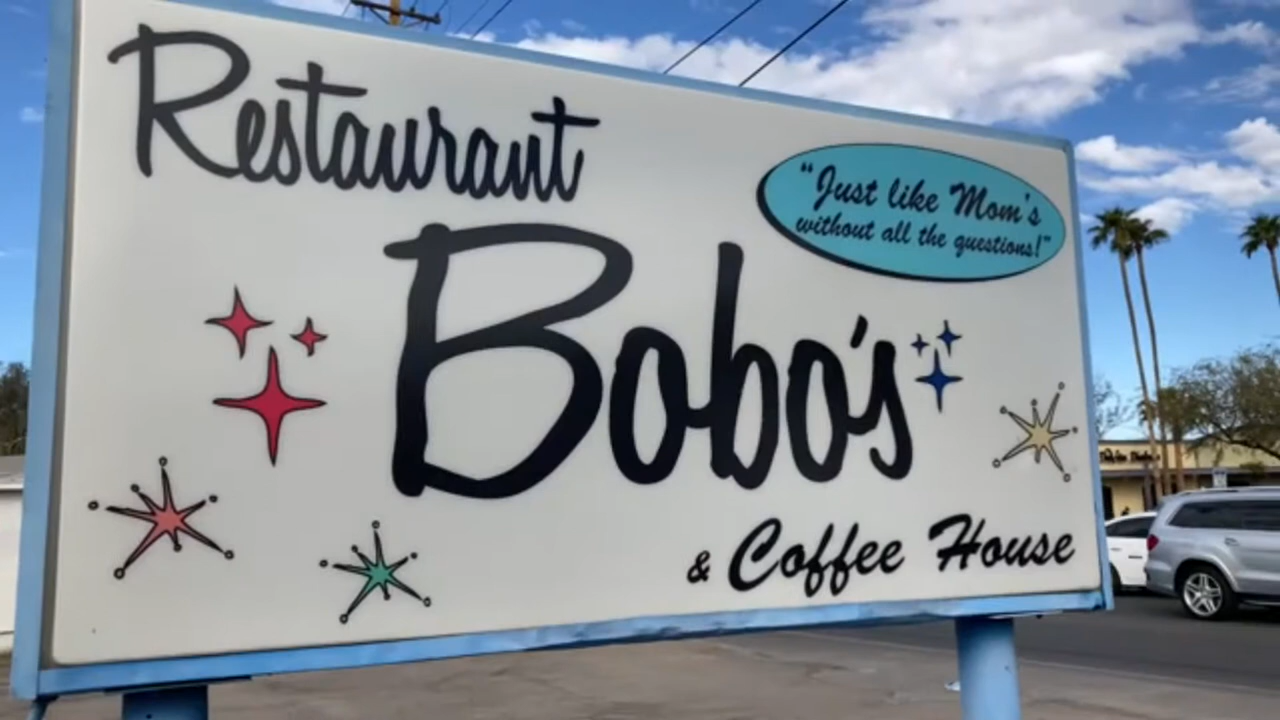 Restaurant
"Just like Mom's
without all the questions!"
Bobo's
& Coffee House